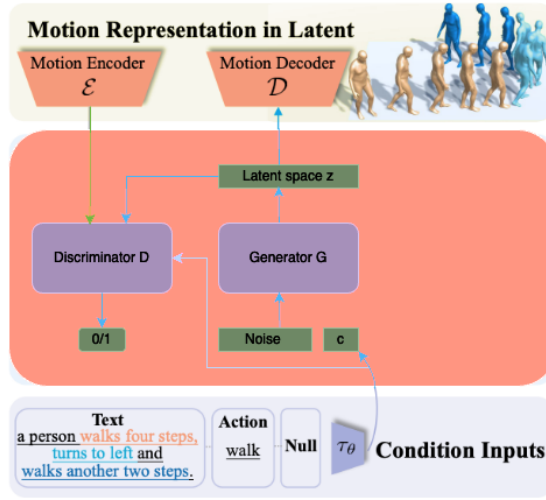 Motion Representation in Latent
Motion Encoder
ℰ
Motion Decoder
𝒟
Latent space z
Discriminator D
Generator G
0/1
Noise
c
Text
a person walks four steps,
turns to left and
walks another two steps.
Action
walk
Null
τθ
Condition Inputs